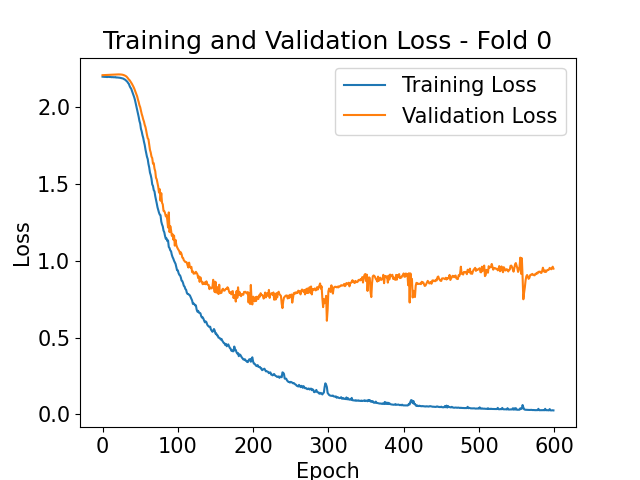 Training and Validation Loss - Fold 0
Training Loss
Validation Loss
Loss
2.0
1.5
1.0
0.5
0.0
0 100 200 300 400 500 600
Epoch